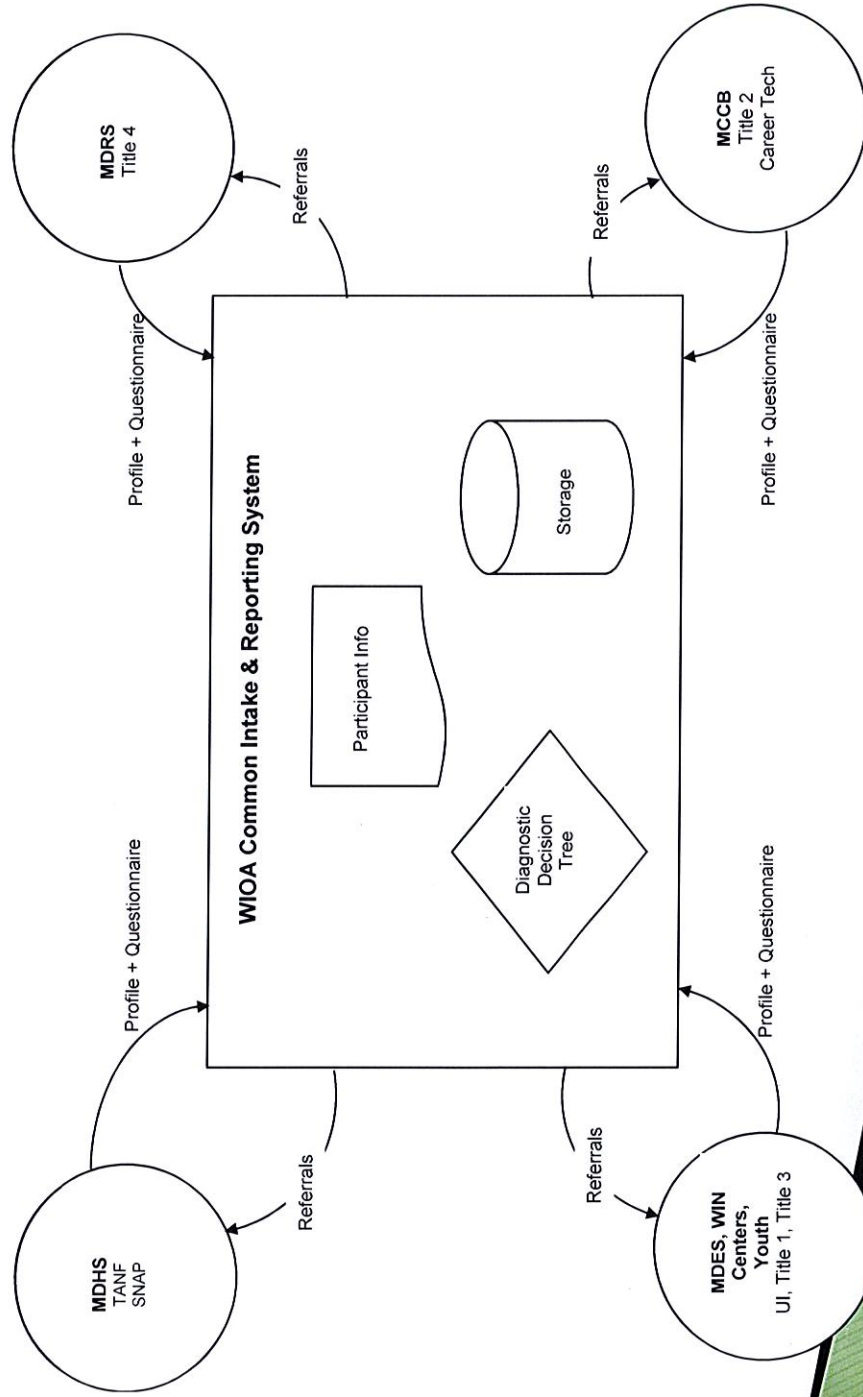 MDHS
TANF
SNAP
Profile + Questionnaire
Referrals
MDRS
Title 4
Profile + Questionnaire
Referrals
WIOA Common Intake & Reporting System
Participant Info
Diagnostic
Decision
Tree
Storage
Referrals
MDES, WIN
Centers,
Youth
UI, Title 1, Title 3
Profile + Questionnaire
Referrals
MCCB
Title 2
Career Tech
Profile + Questionnaire